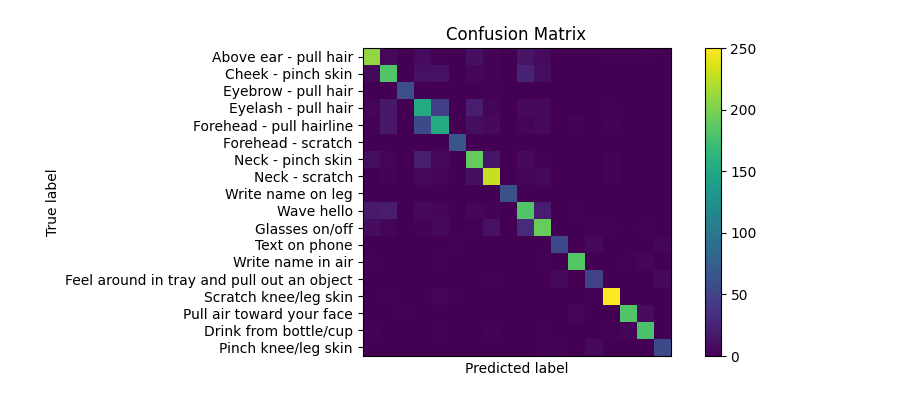 Confusion Matrix
Above ear - pull hair
Cheek - pinch skin
Eyebrow - pull hair
Eyelash - pull hair
Forehead - pull hairline
Forehead - scratch
Neck - pinch skin
Neck - scratch
Write name on leg
Wave hello
Glasses on/off
Text on phone
Write name in air
Feel around in tray and pull out an object
Scratch knee/leg skin
Pull air toward your face
Drink from bottle/cup
Pinch knee/leg skin
True label
Predicted label
250
200
150
100
50
0